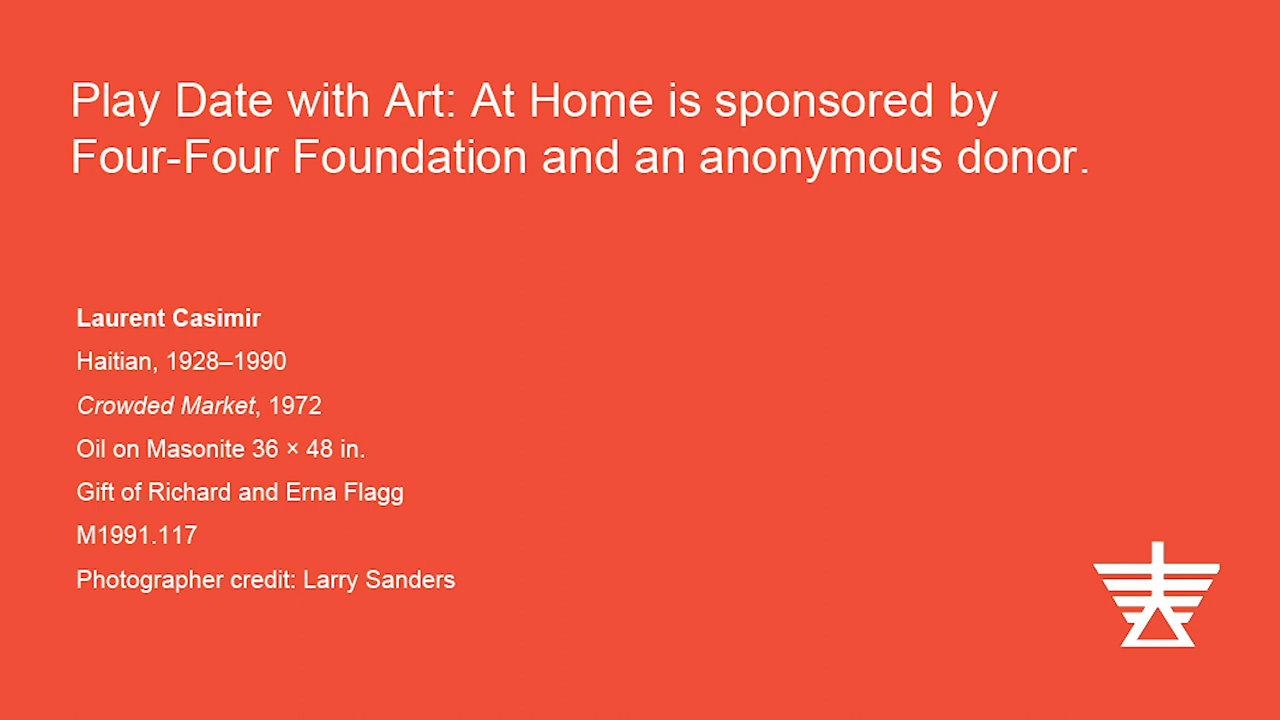 Play Date with Art: At Home is sponsored by
Four-Four Foundation and an anonymous donor.
Laurent Casimir
Haitian, 1928–1990
Crowded Market, 1972
Oil on Masonite 36 × 48 in.
Gift of Richard and Erna Flagg
M1991.117
Photographer credit: Larry Sanders